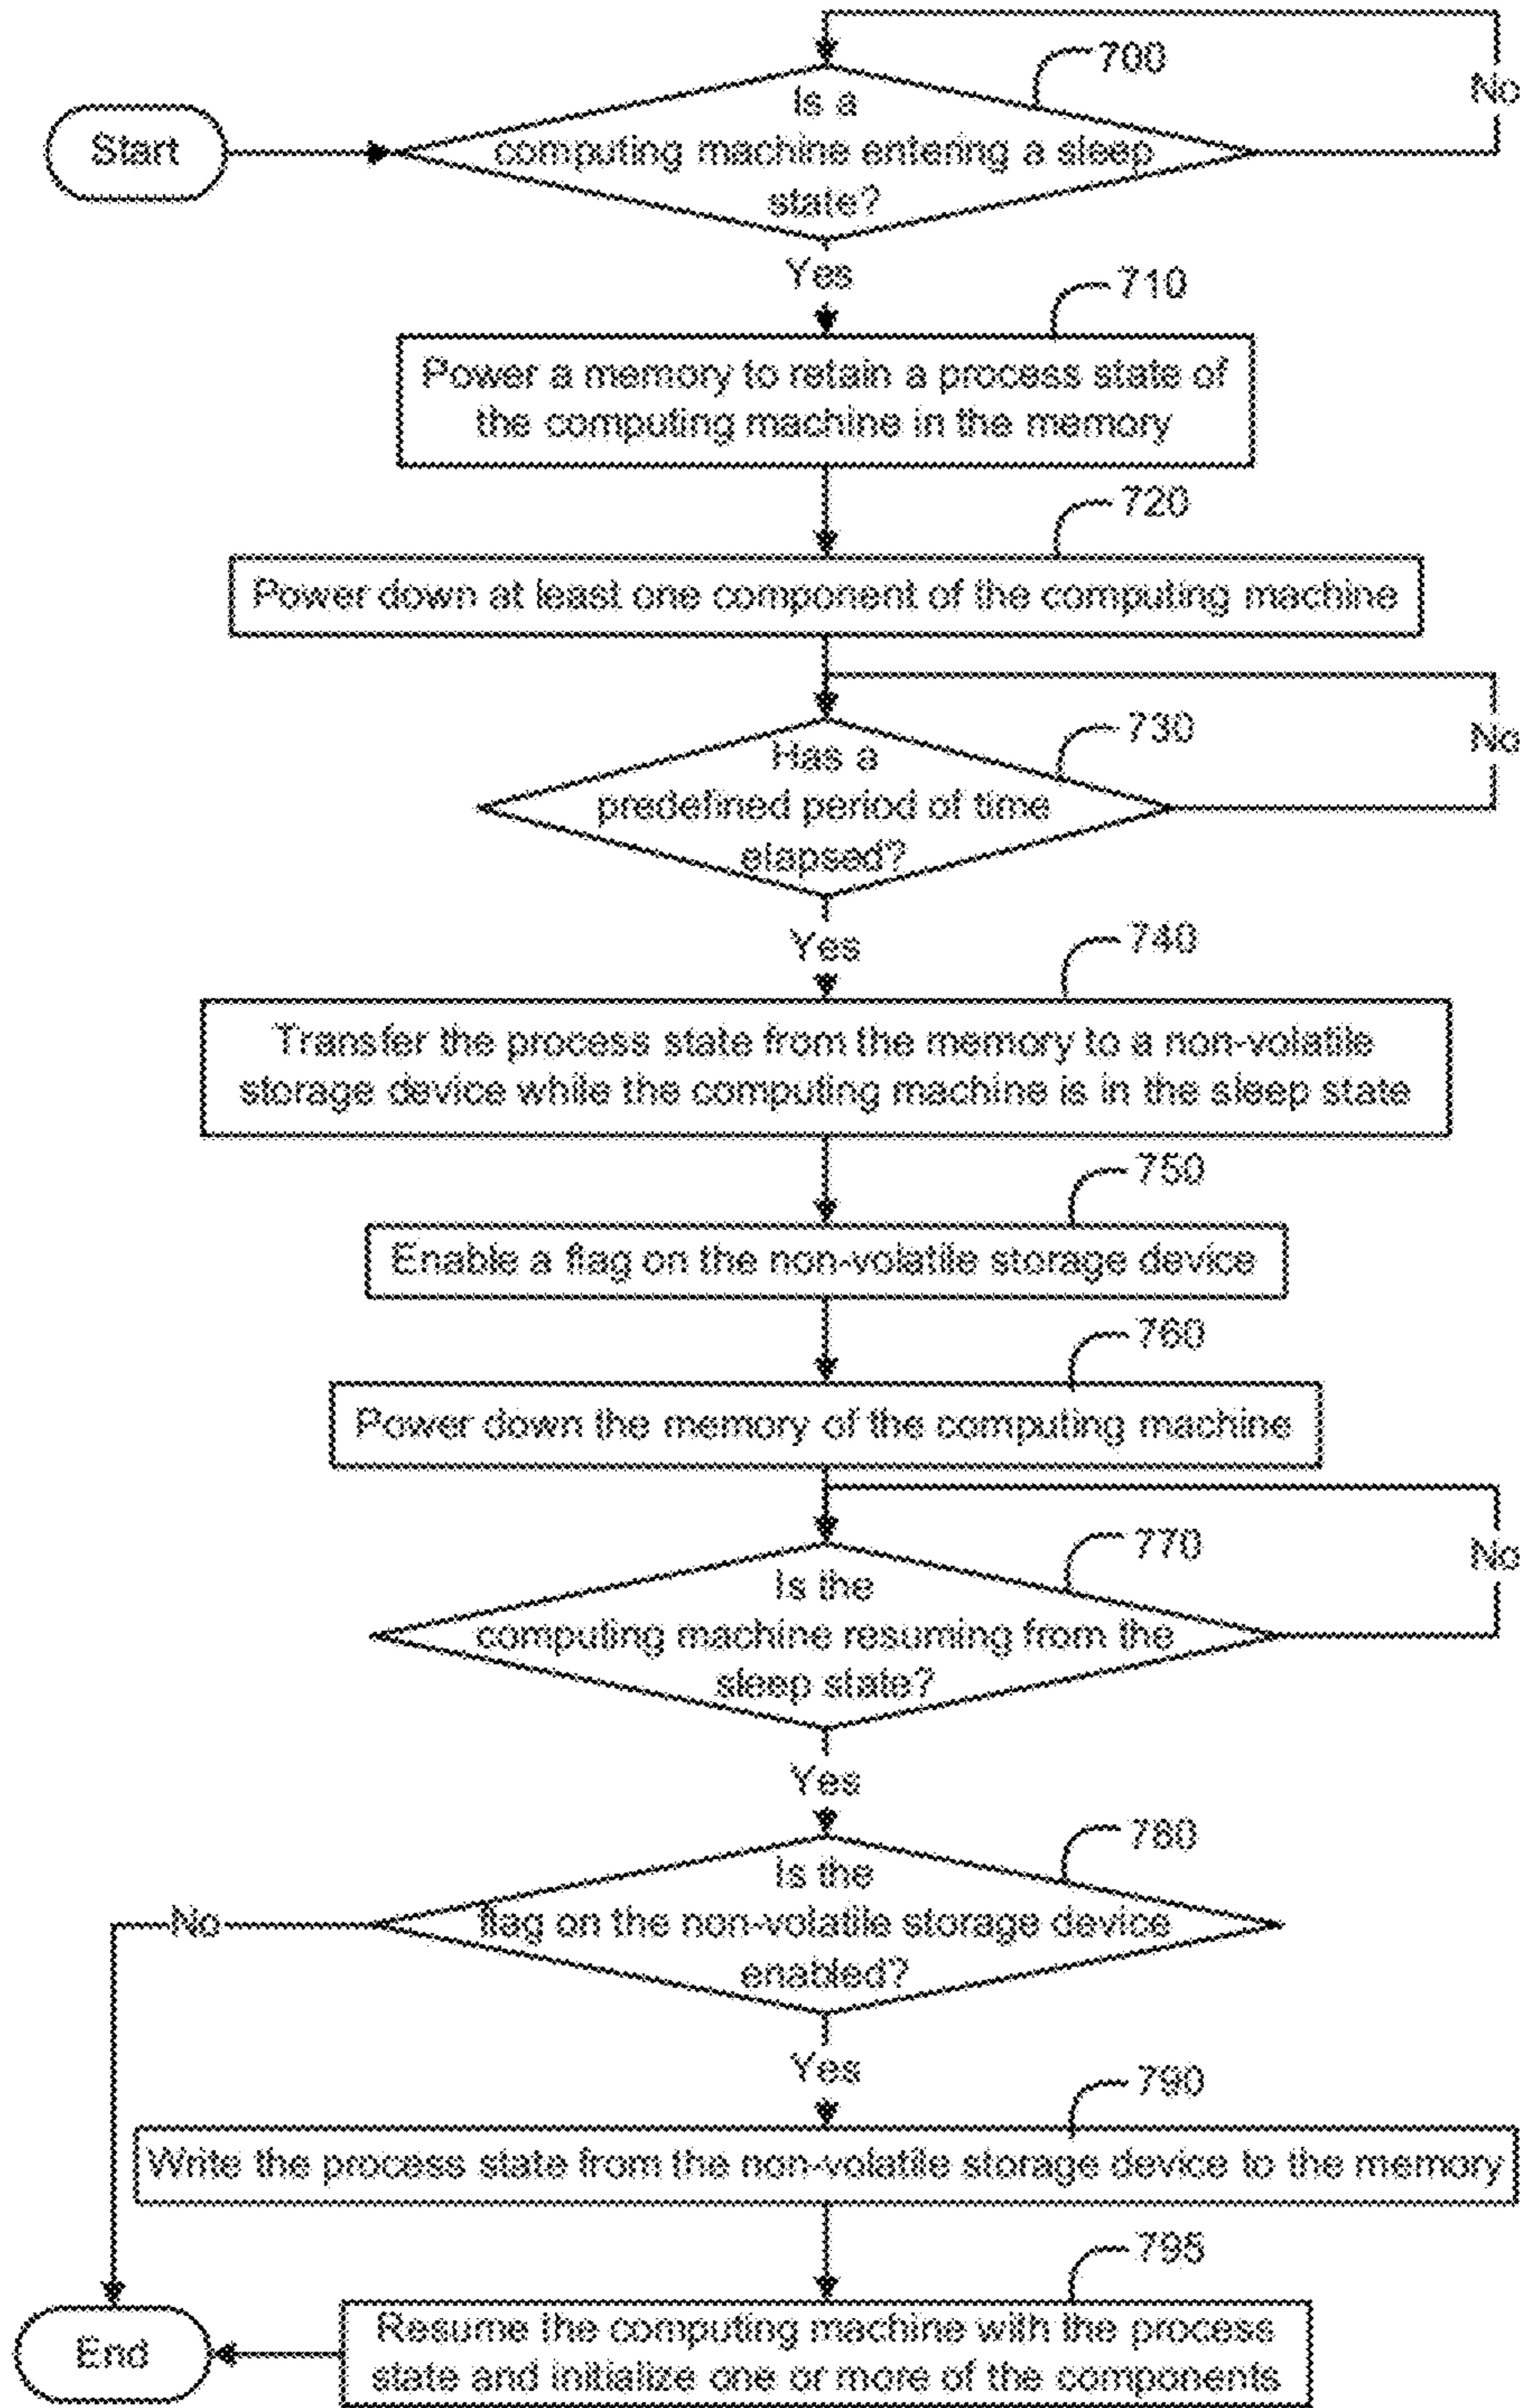 700
No
Is a
Start
computing machine entering a sleep
state?
Yes
710
Power a memory to retain a process state of
the computing machine in the memory
720
Power down at least one component of the computing machine
730
No
Has a
predefined period of time
elapsed?
Yes
740
Transfer the process state from the memory to a non-volatile
storage device while the computing machine is in the sleep state
750
Enable a flag on the non-volatile storage device
760
Power down the memory of the computing machine
770
No
Is the
computing machine resuming from the
sleep state?
Yes
780
Is the
No
flag on the non-volatile storage device
enabled?
Yes
790
Write the process state from the non-volatile storage device to the memory
795
Resume the computing machine with the process
state and initialize one or more of the components
End